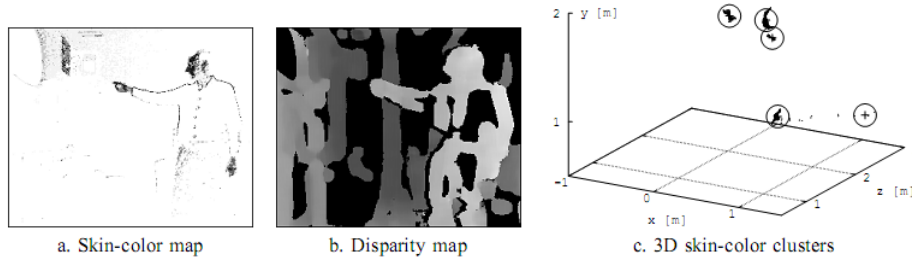 2
y [m]
1
-1
0
x [m]
1
1
2
z [m]
a. Skin-color map
b. Disparity map
c. 3D skin-color clusters